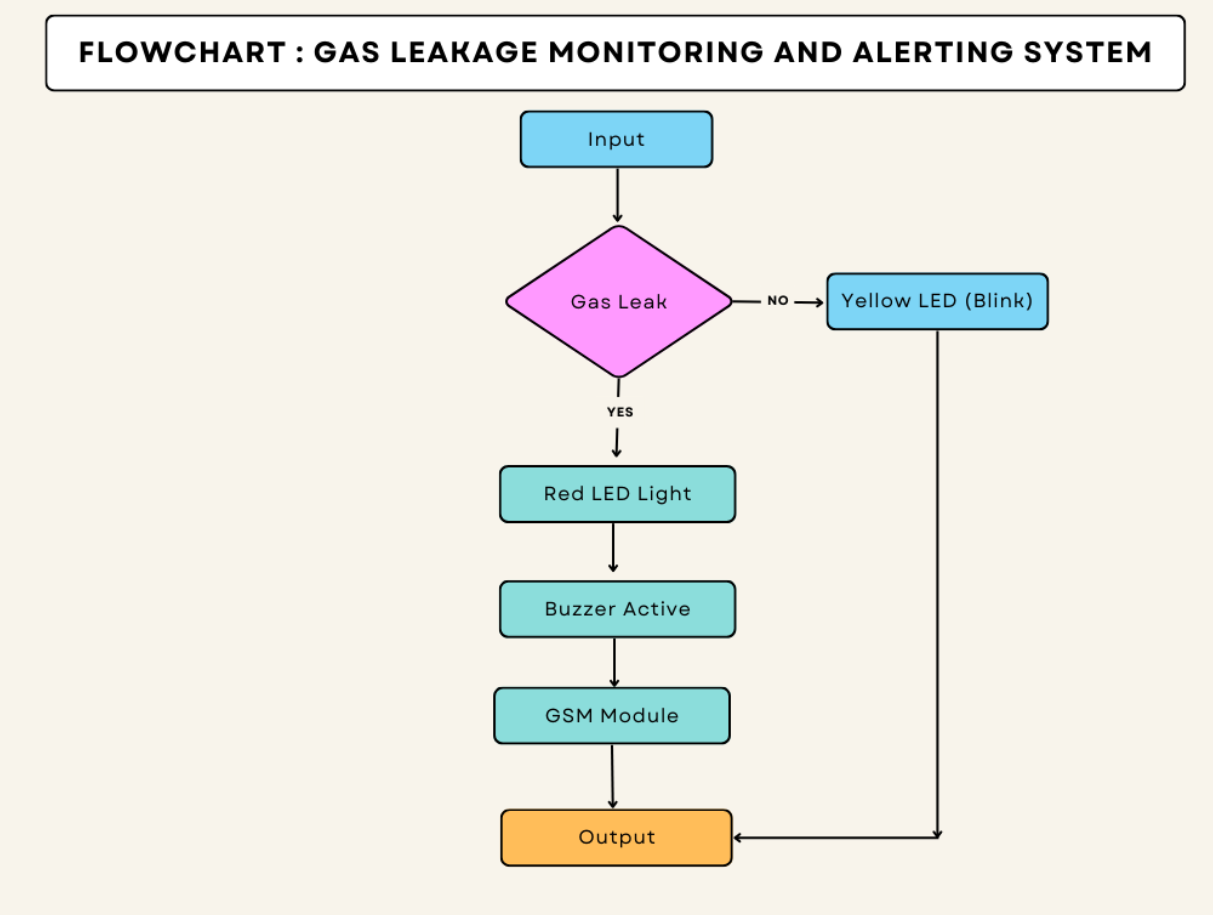 FLOWCHART : GAS LEAKAGE MONITORING AND ALERTING SYSTEM
Input
Gas Leak
NO
Yellow LED (Blink)
YES
Red LED Light
Buzzer Active
GSM Module
Output